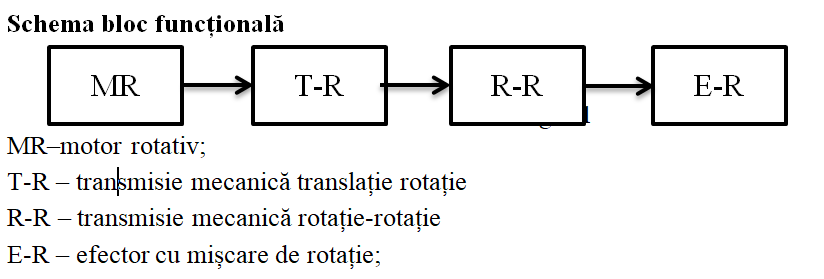 Schema bloc funcțională
MR T-R R-R E-R
MR–motor rotativ;
T-R – transmisie mecanică translație rotație
R-R – transmisie mecanică rotație-rotație
E-R – efector cu mișcare de rotație;